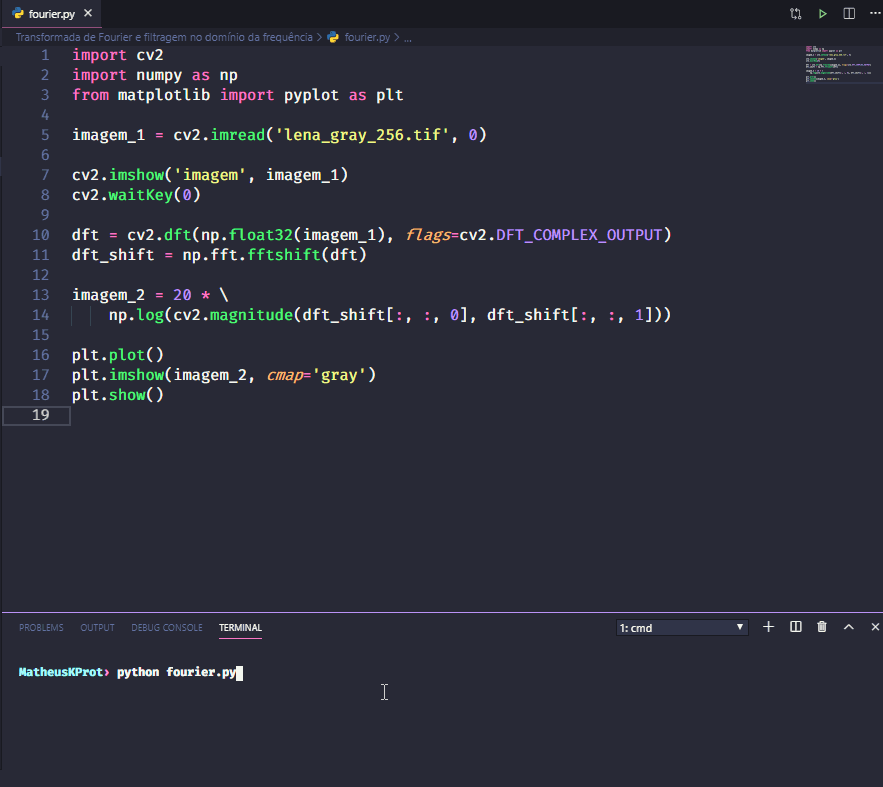 fourier.py
Transformada de Fourier e filtragem no domínio da frequência > fourier.py > ...
1 import cv2
2 import numpy as np
3 from matplotlib import pyplot as plt
4
5 imagem_1 = cv2.imread('lena_gray_256.tif', 0)
6
7 cv2.imshow('imagem', imagem_1)
8 cv2.waitKey(0)
9
10 dft = cv2.dft(np.float32(imagem_1), flags=cv2.DFT_COMPLEX_OUTPUT)
11 dft_shift = np.fft.fftshift(dft)
12
13 imagem_2 = 20 * \
14     np.log(cv2.magnitude(dft_shift[:, :, 0], dft_shift[:, :, 1]))
15
16 plt.plot()
17 plt.imshow(imagem_2, cmap='gray')
18 plt.show()
19
PROBLEMS OUTPUT DEBUG CONSOLE TERMINAL 1: cmd
MatheusKProt› python fourier.py